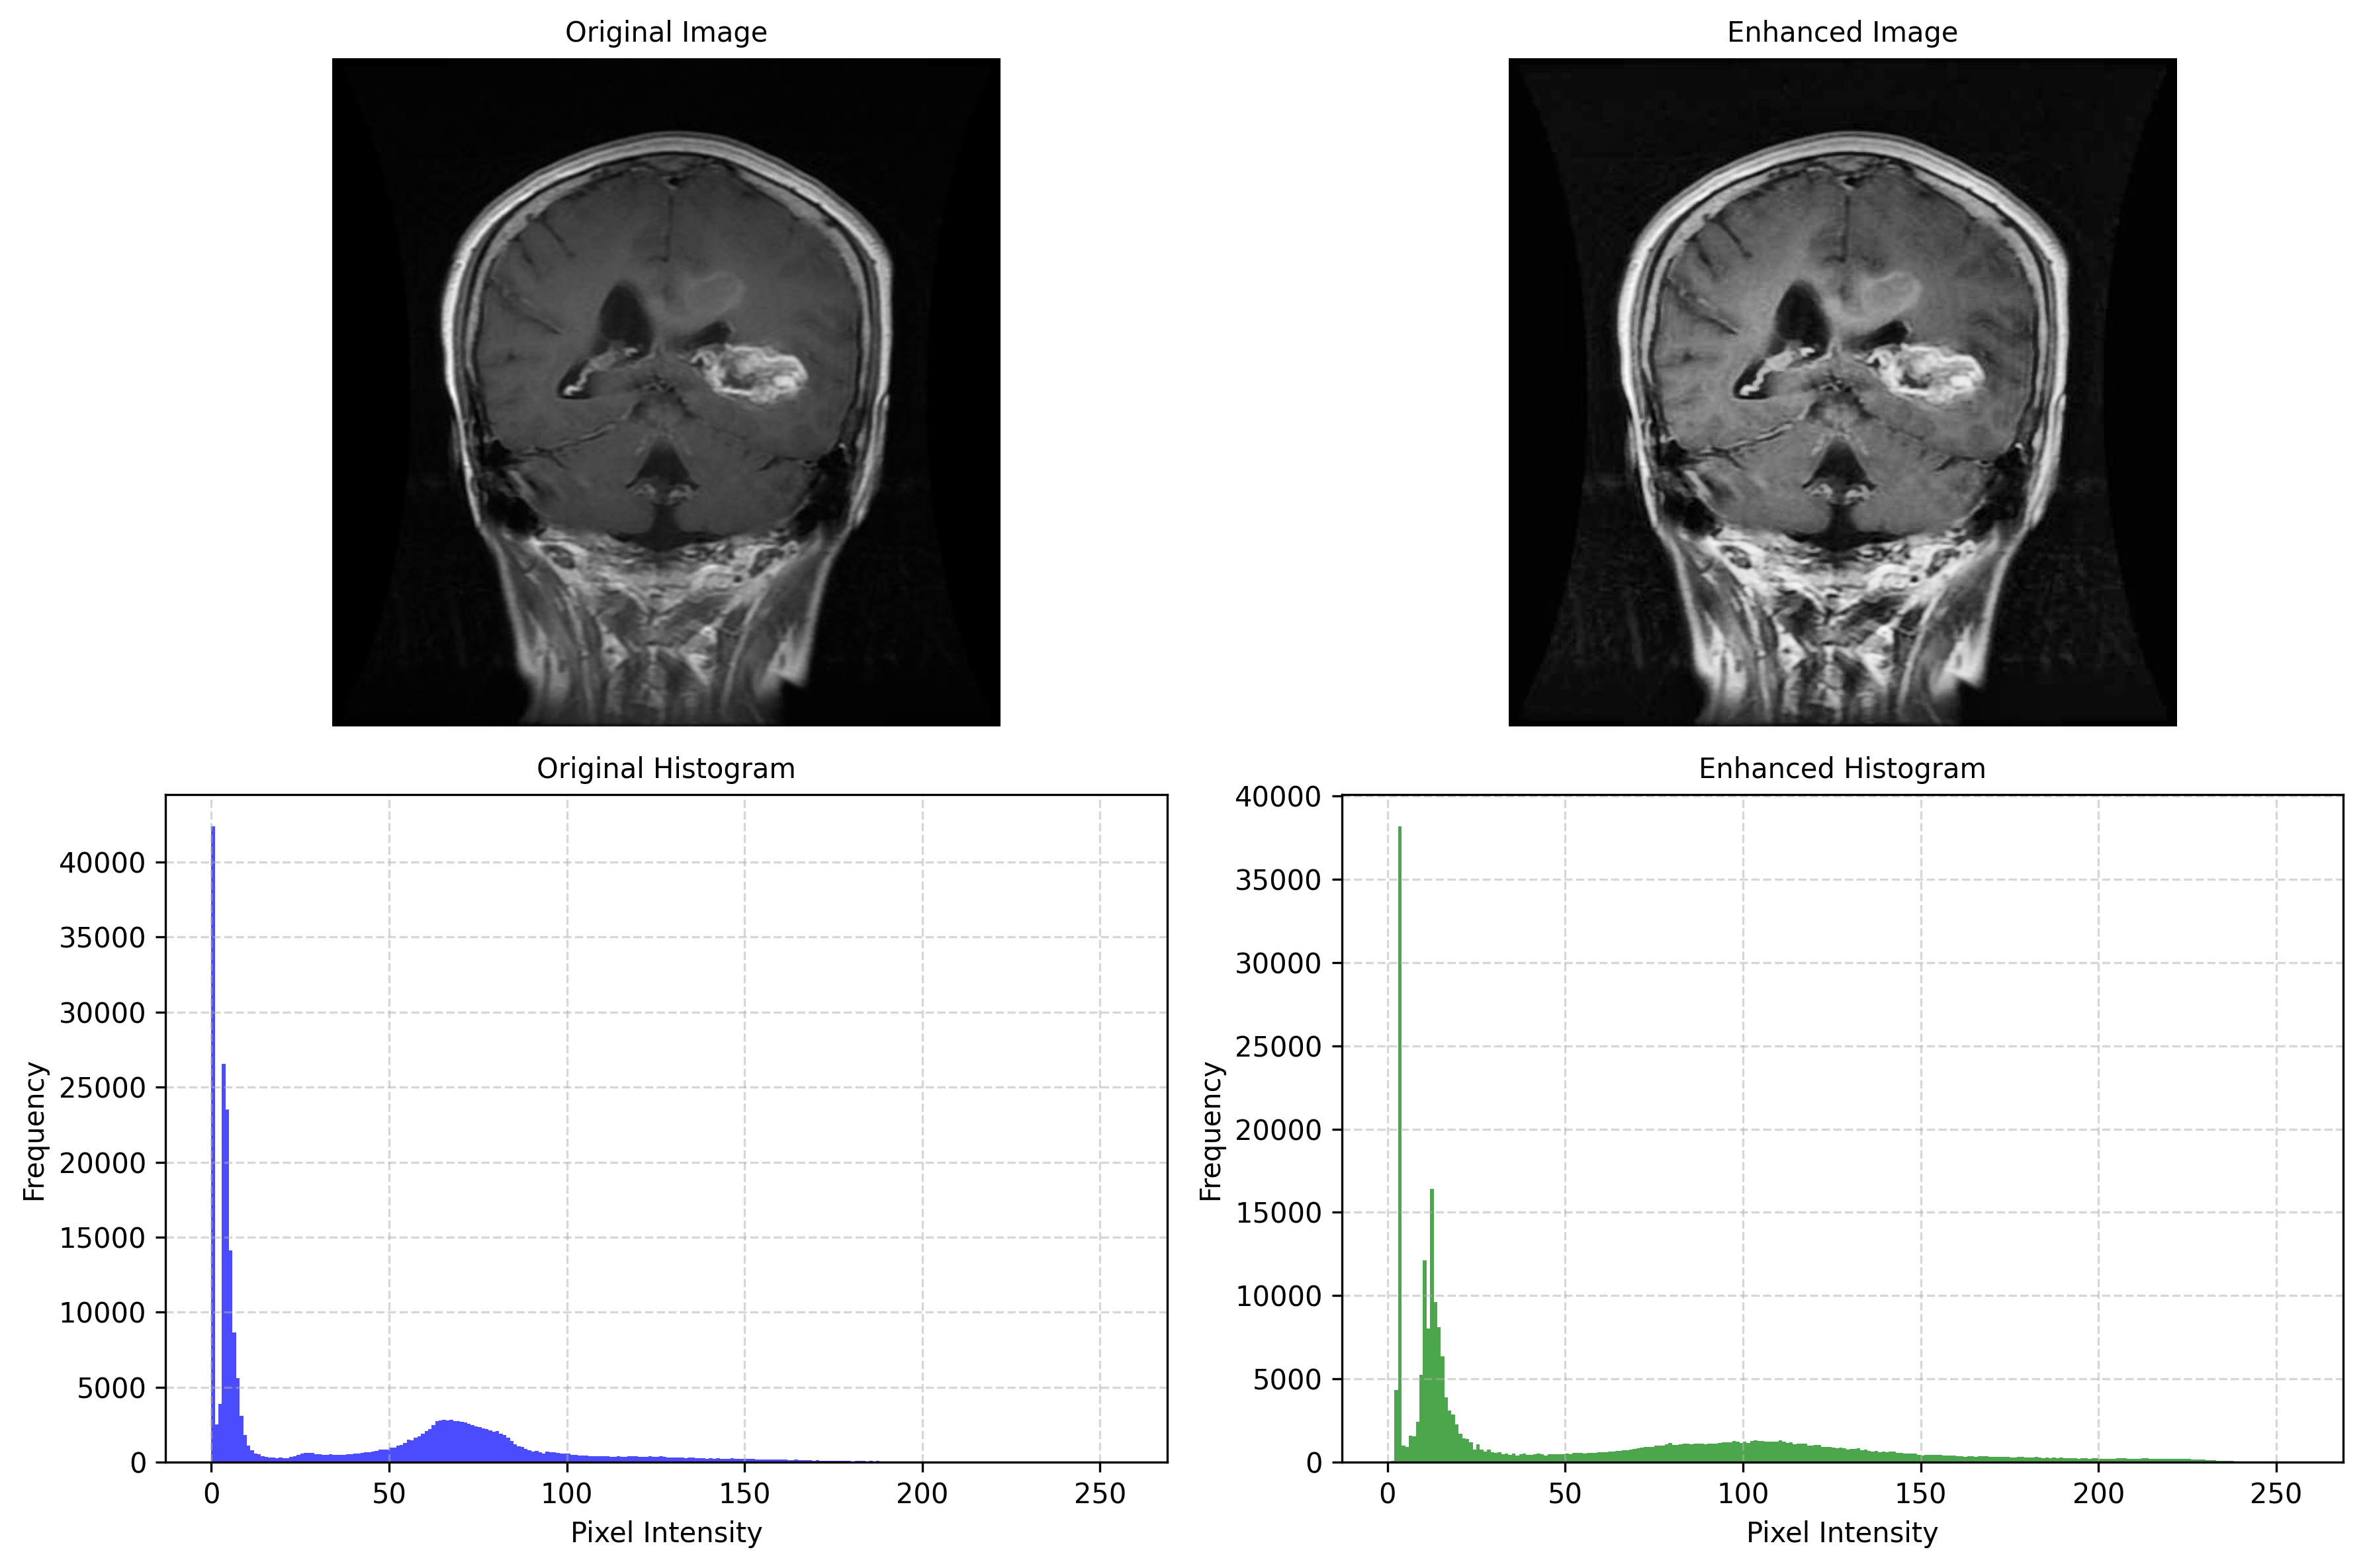 Original Image
Enhanced Image
Original Histogram
Enhanced Histogram
40000
35000
30000
25000
20000
15000
10000
5000
0
Frequency
0 50 100 150 200 250
Pixel Intensity
40000
35000
30000
25000
20000
15000
10000
5000
0
Frequency
0 50 100 150 200 250
Pixel Intensity